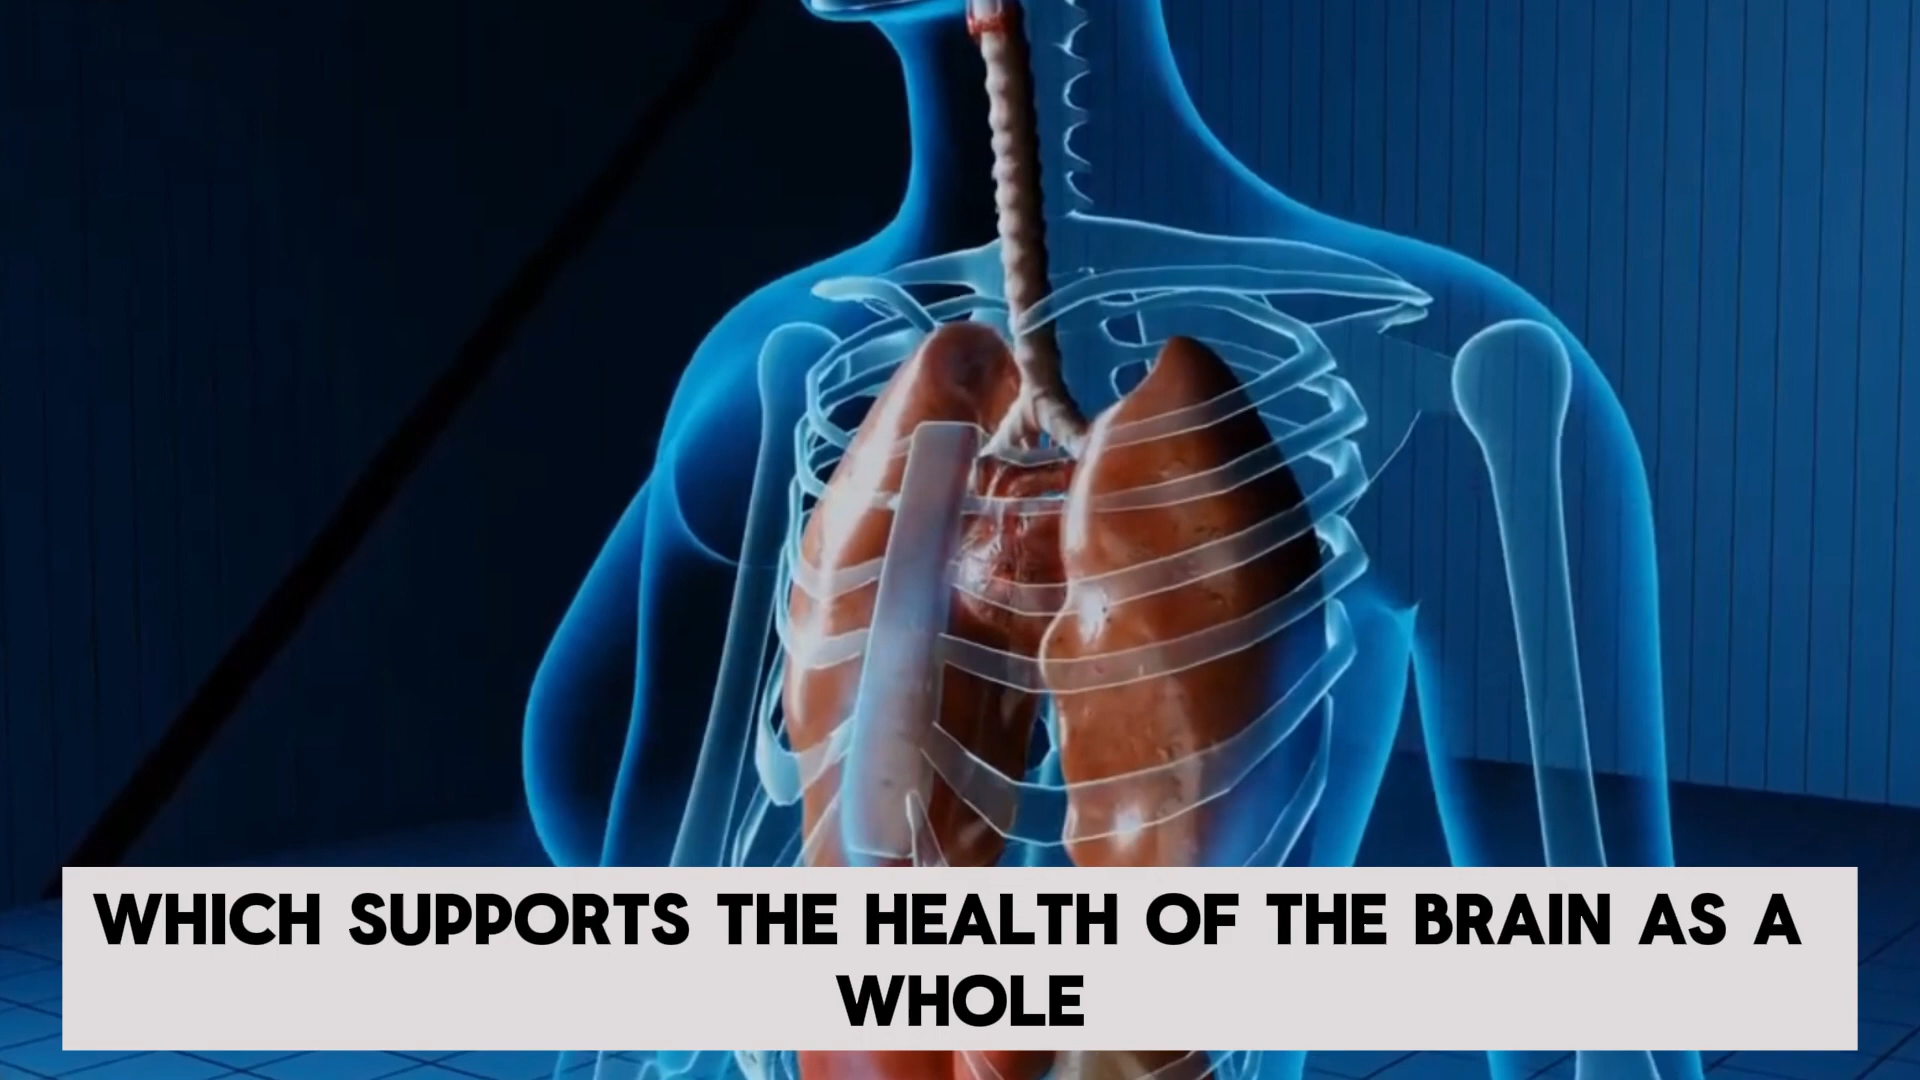 WHICH SUPPORTS THE HEALTH OF THE BRAIN AS A
WHOLE